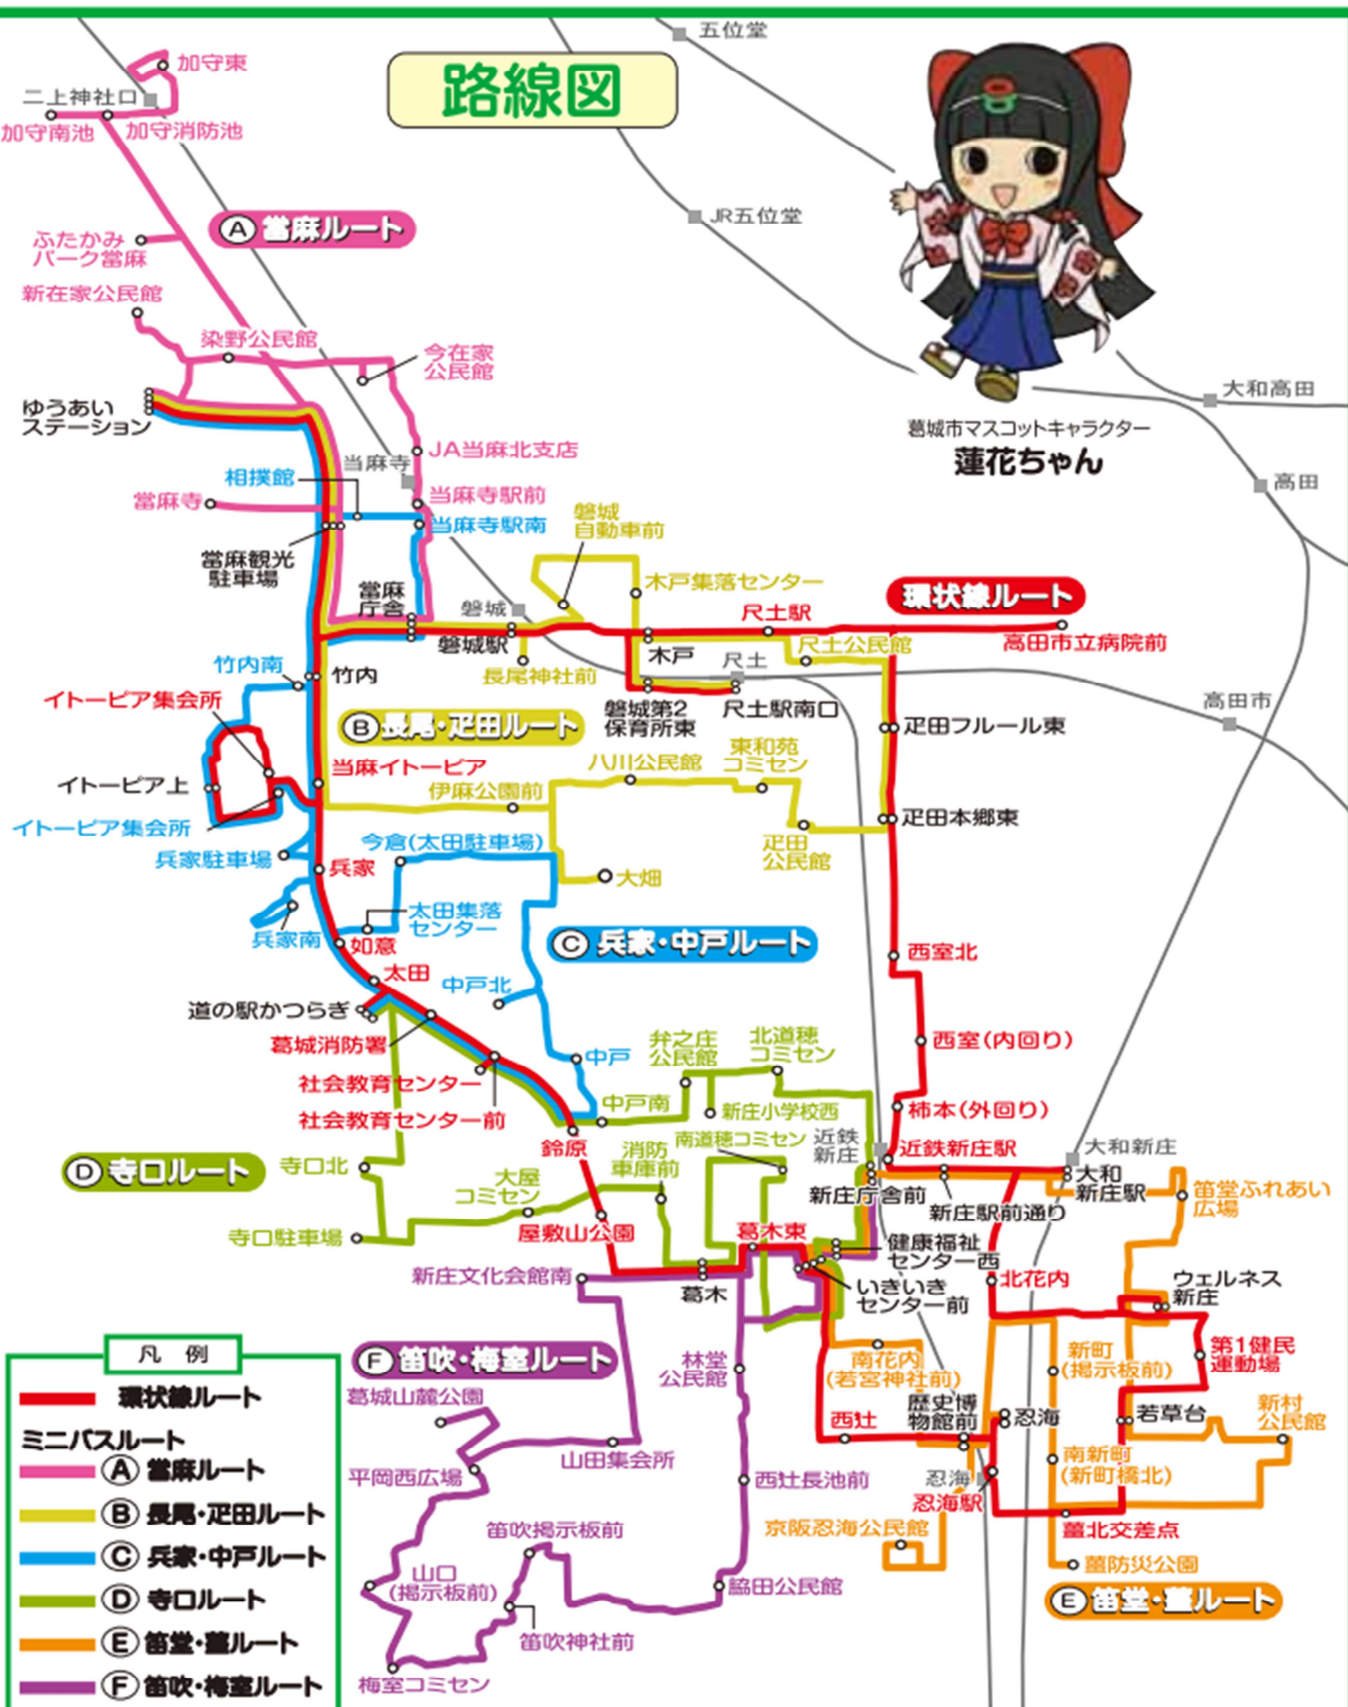 路線図
五位堂
加守東
二上神社口
加守南池
加守消防池
JR五位堂
Ⓐ 當麻ルート
ふたかみ
パーク當麻
新在家公民館
染野公民館
今在家
公民館
大和高田
ゆうあい
ステーション
葛城市マスコットキャラクター
蓮花ちゃん
JA当麻北支店
当麻寺
相撲館
高田
當麻寺
当麻寺駅前
当麻寺駅南
磐城
自動車前
當麻観光
駐車場
木戸集落センター
當麻
庁舎
磐城
尺土駅
環状線ルート
磐城駅
木戸
尺土公民館
高田市立病院前
竹内南
竹内
長尾神社前
尺土
イトーピア集会所
磐城第2
保育所東
尺土駅南口
高田市
Ⓑ 長尾・疋田ルート
疋田フルール東
当麻イトーピア
八川公民館
東和苑
コミセン
イトーピア上
伊麻公園前
イトーピア集会所
疋田本郷東
兵家駐車場
今倉(太田駐車場)
疋田
公民館
兵家
大畑
太田集落
センター
兵家南
如意
Ⓒ 兵家・中戸ルート
西室北
太田
中戸北
道の駅かつらぎ
葛城消防署
弁之庄
公民館
北道穂
コミセン
西室(内回り)
社会教育センター
中戸
社会教育センター前
中戸南
新庄小学校西
柿本(外回り)
鈴原
消防
車庫前
南道穂コミセン
近鉄
新庄
近鉄新庄駅
大和新庄
Ⓓ 寺口ルート
寺口北
大屋
コミセン
新庄庁舎前
大和
新庄駅
笛堂ふれあい
広場
新庄駅前通り
寺口駐車場
屋敷山公園
葛木東
健康福祉
センター西
新庄文化会館南
葛木
いきいき
センター前
北花内
ウェルネス
新庄
凡 例
Ⓕ 笛吹・梅室ルート
林堂
公民館
南花内
(若宮神社前)
新町
(掲示板前)
第1健民
運動場
環状線ルート
葛城山麓公園
西辻
歴史博
物館前
忍海
若草台
新村
公民館
ミニバスルート
Ⓐ 當麻ルート
山田集会所
平岡西広場
西辻長池前
忍海
忍海駅
南新町
(新町橋北)
Ⓑ 長尾・疋田ルート
笛吹掲示板前
京阪忍海公民館
薑北交差点
Ⓒ 兵家・中戸ルート
山口
(掲示板前)
脇田公民館
薑防災公園
Ⓓ 寺口ルート
Ⓔ 笛堂・薑ルート
Ⓔ 笛堂・薑ルート
笛吹神社前
Ⓕ 笛吹・梅室ルート
梅室コミセン